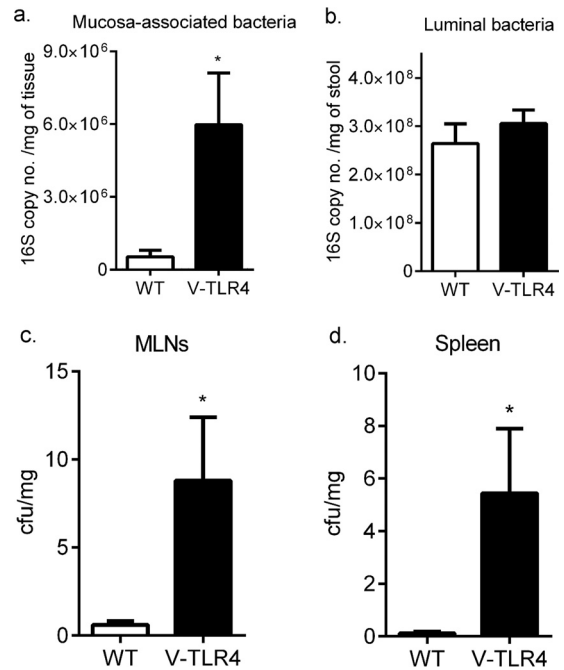 a.
Mucosa-associated bacteria
16S copy no. /mg of tissue
9.0×10⁶
6.0×10⁶
3.0×10⁶
0
*
WT V-TLR4
b.
Luminal bacteria
16S copy no. /mg of stool
4.0×10⁸
3.0×10⁸
2.0×10⁸
1.0×10⁸
0
WT V-TLR4
c.
MLNs
cfu/mg
15
10
5
0
*
WT V-TLR4
d.
Spleen
cfu/mg
10
8
6
4
2
0
*
WT V-TLR4